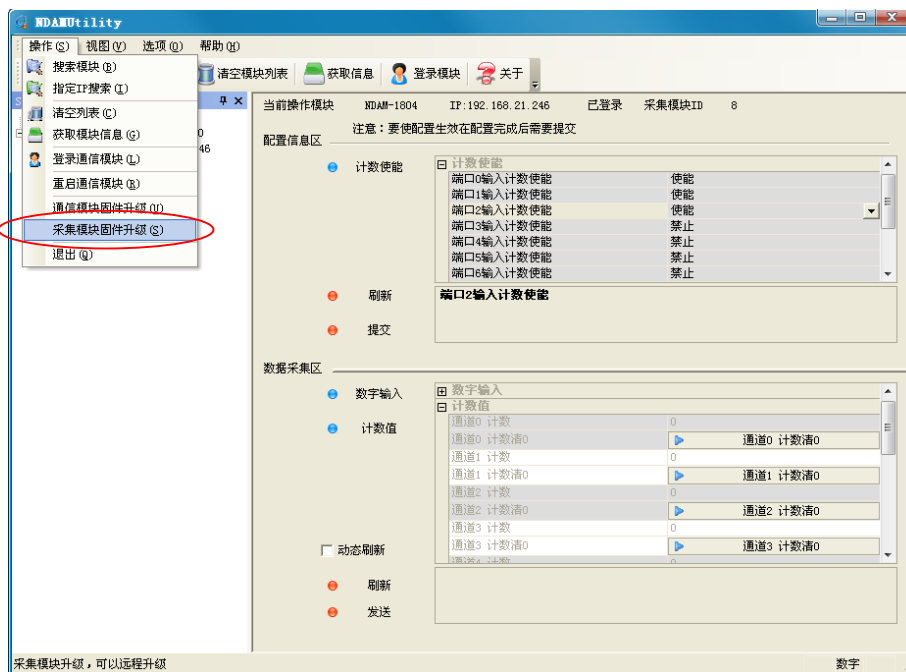 NDAMUtility
操作(S) 视图(V) 选项(O) 帮助(H)
搜索模块(B)
指定IP搜索(I)
清空列表(C)
获取模块信息(G)
登录通信模块(L)
重启通信模块(R)
通信模块固件升级(U)
采集模块固件升级(S)
退出(Q)
清空模块列表 获取信息 登录模块 关于
S
0
46
当前操作模块 NDAM-1804 IP:192.168.21.246 已登录 采集模块ID 8
注意：要使配置生效在配置完成后需要提交
配置信息区
计数使能
计数使能
端口0输入计数使能 使能
端口1输入计数使能 使能
端口2输入计数使能 使能
端口3输入计数使能 禁止
端口4输入计数使能 禁止
端口5输入计数使能 禁止
端口6输入计数使能 禁止
刷新
端口2输入计数使能
提交
数据采集区
数字输入
数字输入
计数值
计数值
通道0 计数 0
通道0 计数清0 通道0 计数清0
通道1 计数 0
通道1 计数清0 通道1 计数清0
通道2 计数 0
通道2 计数清0 通道2 计数清0
通道3 计数 0
通道3 计数清0 通道3 计数清0
通道4 计数 0
动态刷新
刷新
发送
采集模块升级，可以远程升级 数字